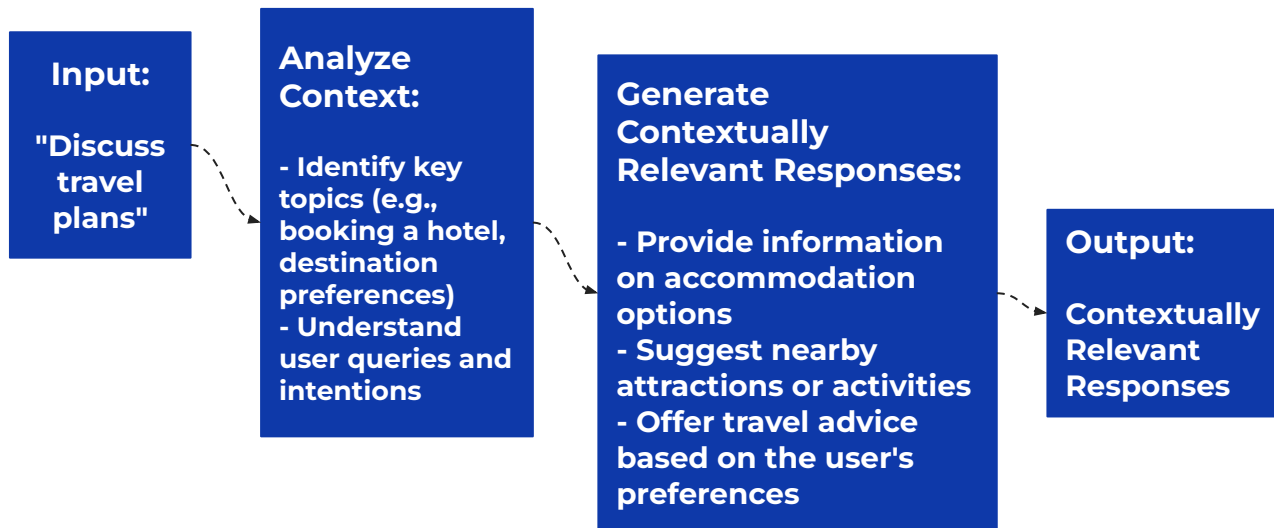 Input:
"Discuss
travel
plans"
Analyze
Context:
- Identify key
topics (e.g.,
booking a hotel,
destination
preferences)
- Understand
user queries and
intentions
Generate
Contextually
Relevant Responses:
- Provide information
on accommodation
options
- Suggest nearby
attractions or activities
- Offer travel advice
based on the user's
preferences
Output:
Contextually
Relevant
Responses